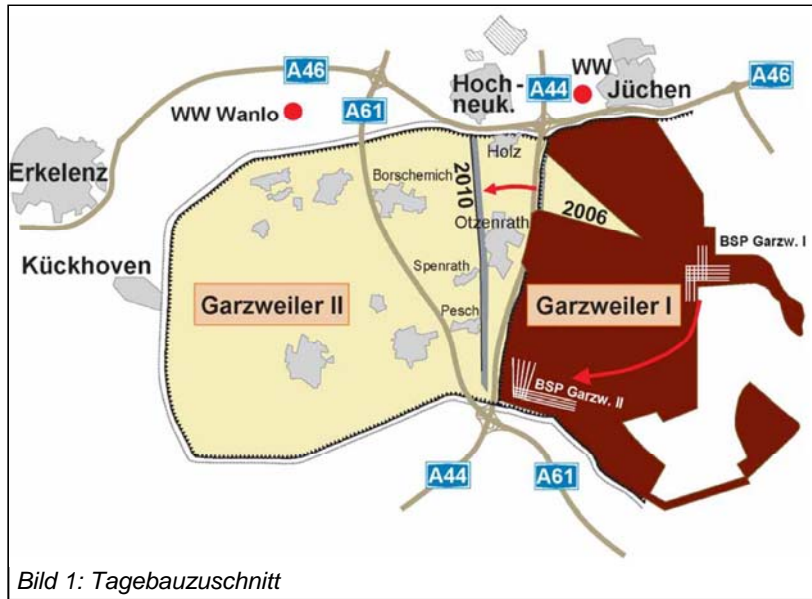 A46
WW
A46
Hoch-
neuk.
A44
Jüchen
A61
WW Wanlo
Holz
Erkelenz
Borschemich
2010
2006
Otzenrath
BSP Garzw. I
Kückhoven
Spenrath
Garzweiler II
Garzweiler I
Pesch
BSP Garzw. II
A44
A61
Bild 1: Tagebauzuschnitt